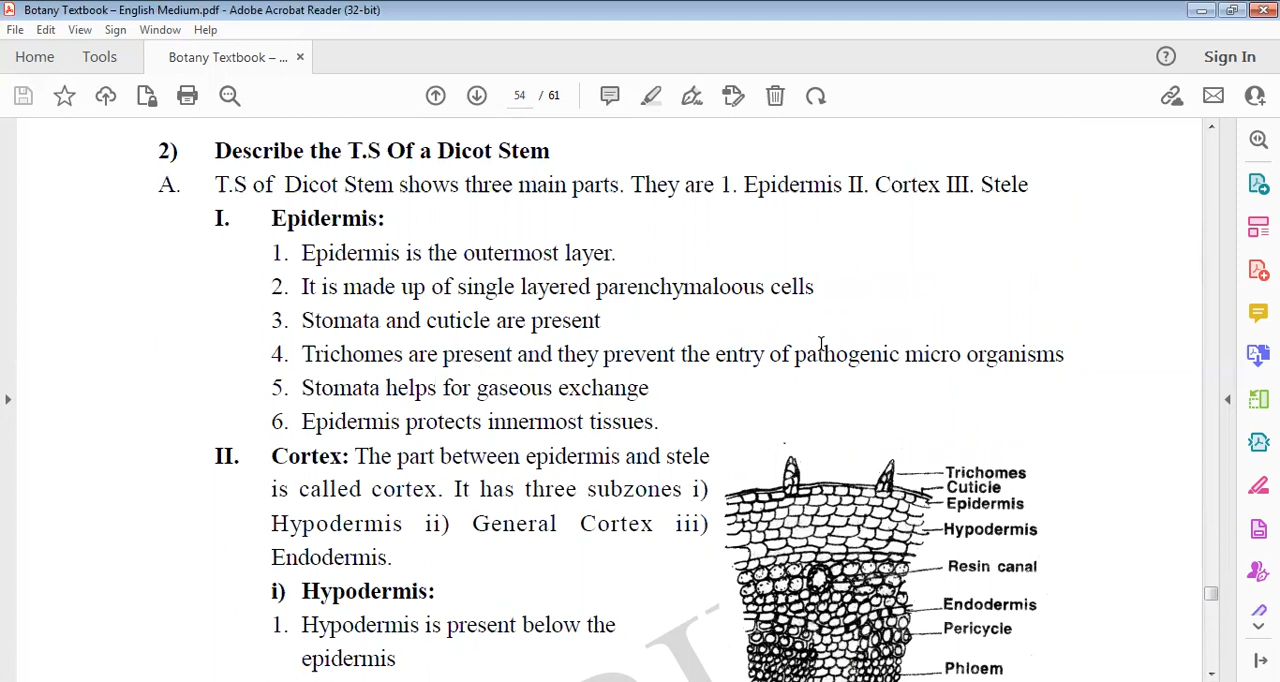 Botany Textbook – English Medium.pdf - Adobe Acrobat Reader (32-bit)
File Edit View Sign Window Help
Home Tools Botany Textbook – ... × Sign In
54 / 61
2) Describe the T.S Of a Dicot Stem
A. T.S of Dicot Stem shows three main parts. They are 1. Epidermis II. Cortex III. Stele
I. Epidermis:
1. Epidermis is the outermost layer.
2. It is made up of single layered parenchymaloous cells
3. Stomata and cuticle are present
4. Trichomes are present and they prevent the entry of pathogenic micro organisms
5. Stomata helps for gaseous exchange
6. Epidermis protects innermost tissues.
II. Cortex: The part between epidermis and stele
is called cortex. It has three subzones i)
Hypodermis ii) General Cortex iii)
Endodermis.
i) Hypodermis:
1. Hypodermis is present below the
epidermis
Trichomes
Cuticle
Epidermis
Hypodermis
Resin canal
Endodermis
Pericycle
Phloem